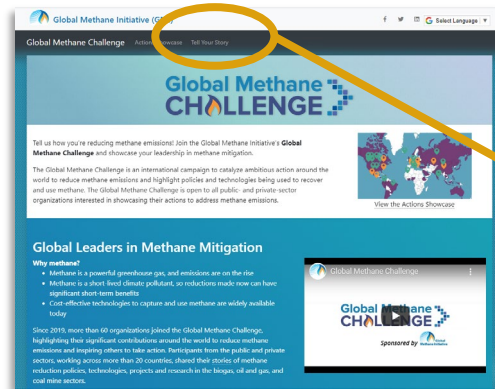 Global Methane Initiative (GMI)
Select Language
Global Methane Challenge Actions Showcase Tell Your Story
Global Methane
CHALLENGE
Tell us how you're reducing methane emissions! Join the Global Methane Initiative's Global
Methane Challenge and showcase your leadership in methane mitigation.
The Global Methane Challenge is an international campaign to catalyze ambitious action around the
world to reduce methane emissions and highlight policies and technologies being used to recover
and use methane. The Global Methane Challenge is open to all public- and private-sector
organizations interested in showcasing their actions to address methane emissions.
View the Actions Showcase
Global Leaders in Methane Mitigation
Why methane?
Methane is a powerful greenhouse gas, and emissions are on the rise
Methane is a short-lived climate pollutant, so reductions made now can have
significant short-term benefits
Cost-effective technologies to capture and use methane are widely available
today
Since 2019, more than 60 organizations joined the Global Methane Challenge,
highlighting their significant contributions around the world to reduce methane
emissions and inspiring others to take action. Participants from the public and private
sectors, working across more than 20 countries, shared their stories of methane
reduction policies, technologies, projects and research in the biogas, oil and gas, and
coal mine sectors.
Global Methane Challenge
Global Methane
CHALLENGE
Sponsored by